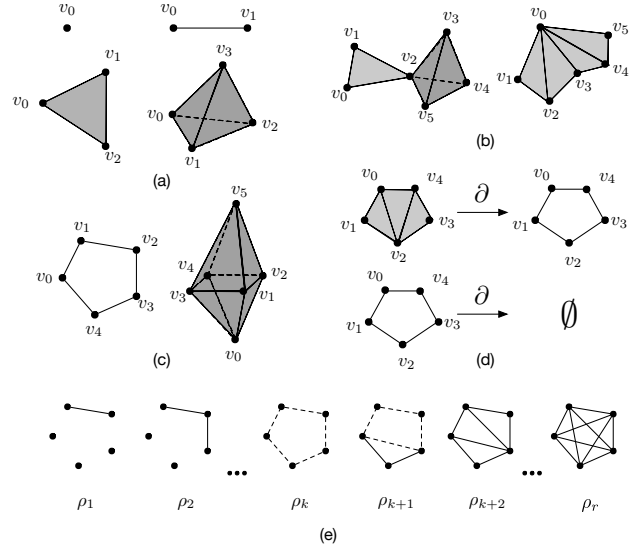 v₀ v₀ v₁
v₁ v₃
v₀ v₀ v₂
v₂ v₁
(a)
v₃ v₀
v₁ v₂ v₅
v₀ v₄ v₁ v₃ v₄
v₅ v₂
(b)
v₅
v₁ v₂
v₀ v₄ v₂
v₃ v₃ v₁
v₄ v₀
(c)
v₀ v₄ ∂ v₀ v₄
v₁ v₃ v₁ v₃
v₂ v₂
v₀ v₄ ∂
v₁ v₃ ∅
v₂
(d)
ρ₁ ρ₂ ••• ρₖ ρₖ₊₁ ρₖ₊₂ ••• ρᵣ
(e)